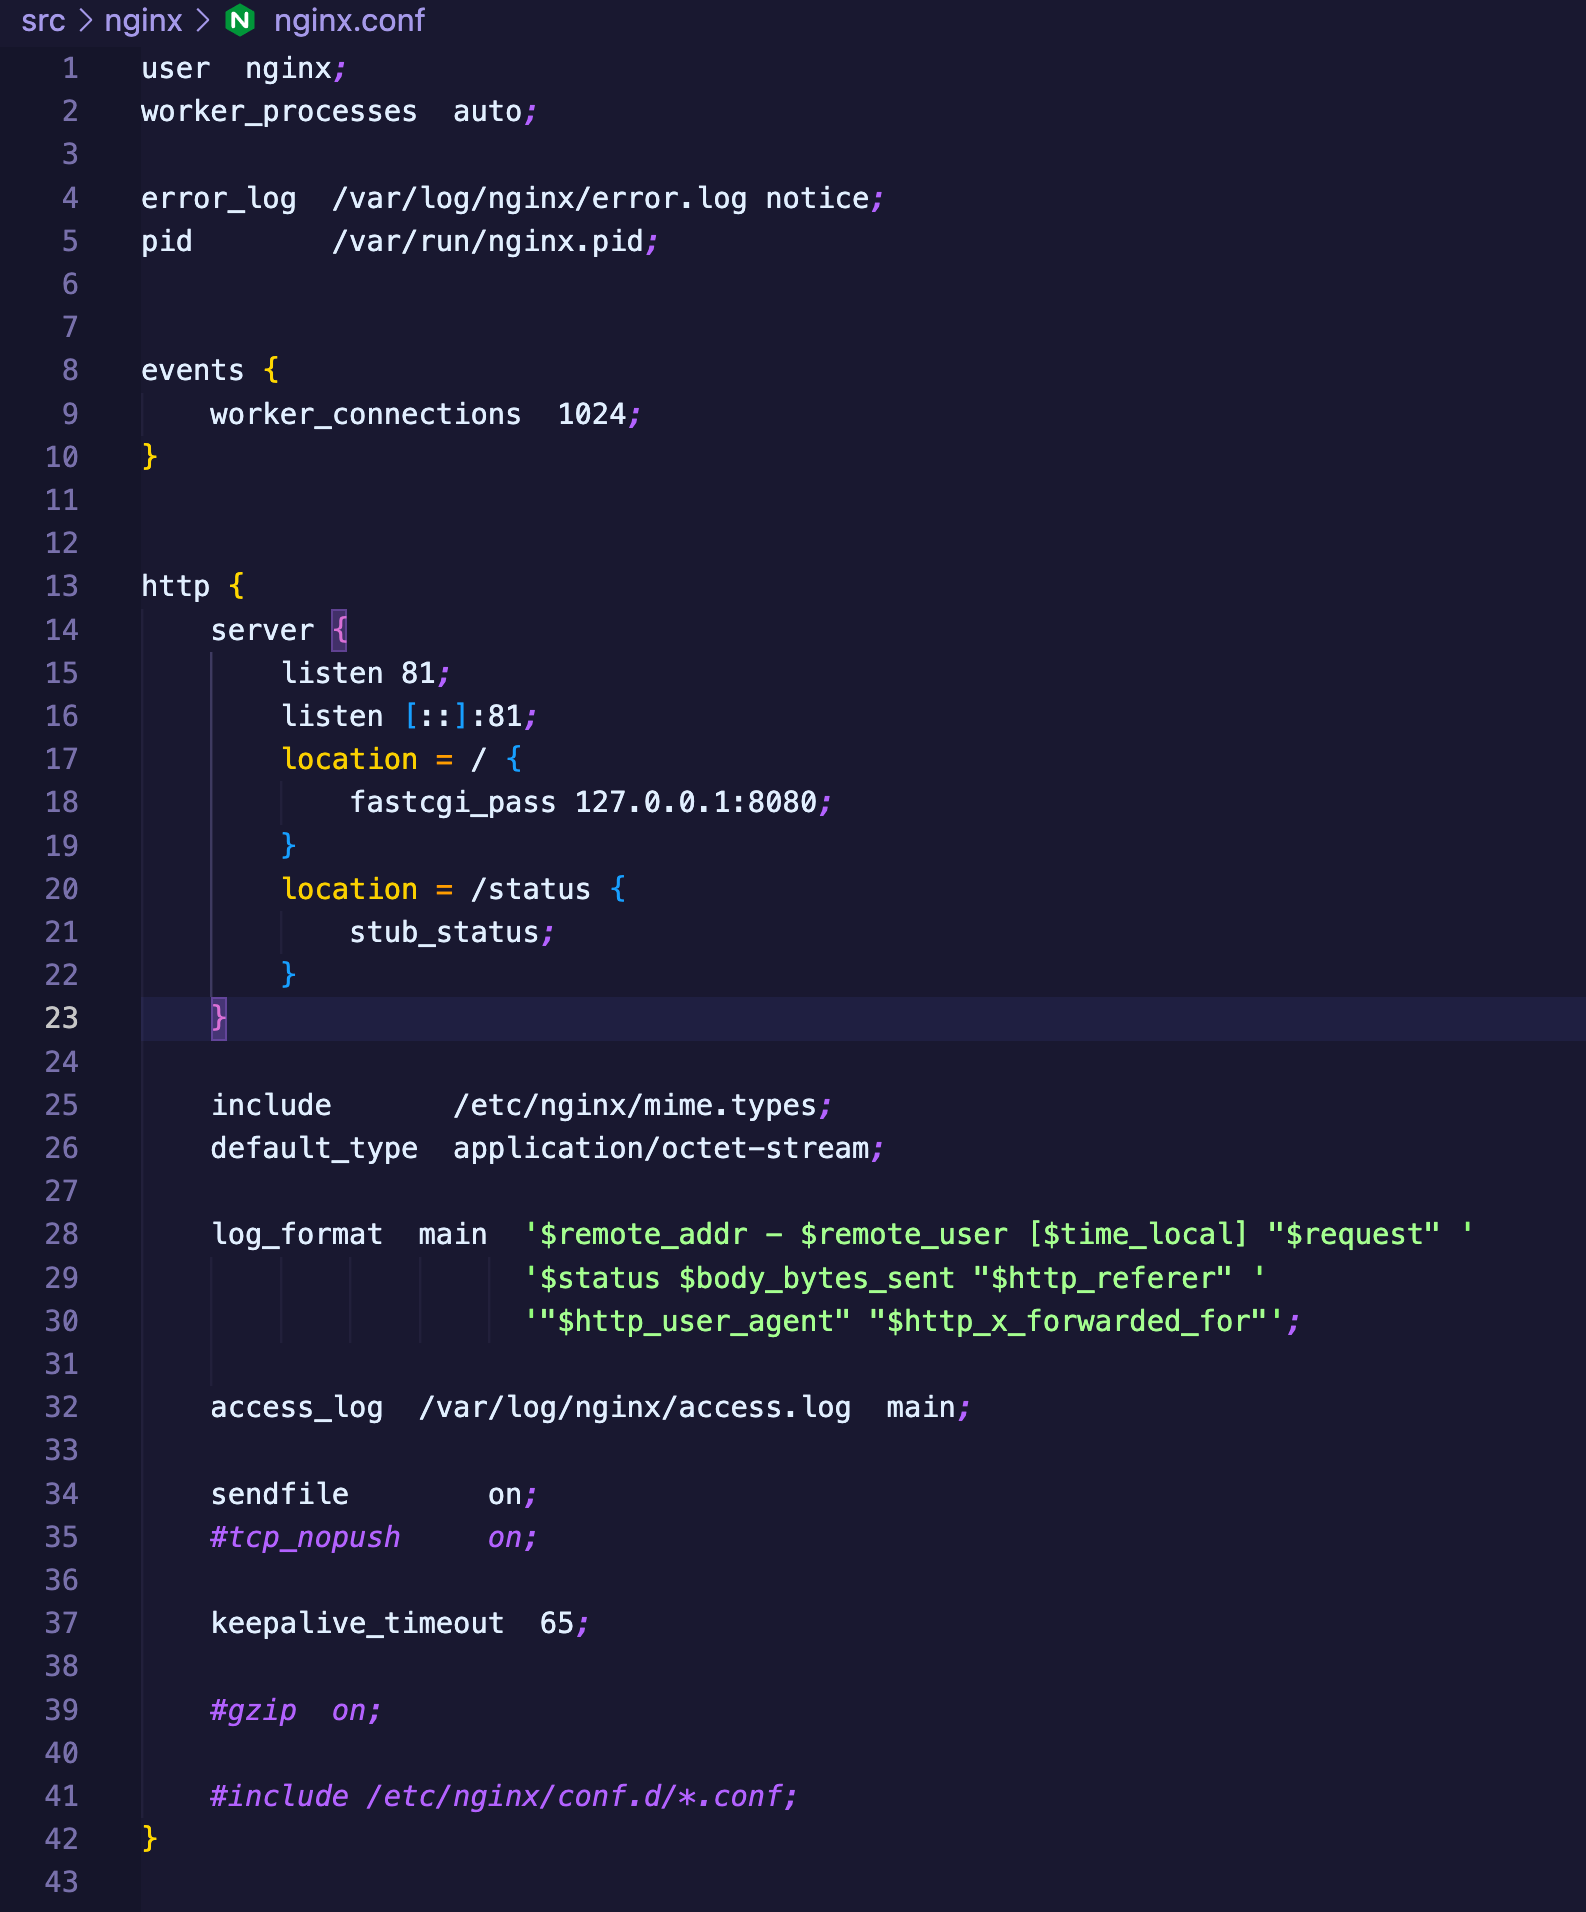 src > nginx > N nginx.conf
1 user  nginx;
2 worker_processes  auto;
3
4 error_log  /var/log/nginx/error.log notice;
5 pid        /var/run/nginx.pid;
6
7
8 events {
9     worker_connections  1024;
10 }
11
12
13 http {
14     server {
15         listen 81;
16         listen [::]:81;
17         location = / {
18             fastcgi_pass 127.0.0.1:8080;
19         }
20         location = /status {
21             stub_status;
22         }
23     }
24
25     include       /etc/nginx/mime.types;
26     default_type  application/octet-stream;
27
28     log_format  main  '$remote_addr - $remote_user [$time_local] "$request" '
29                       '$status $body_bytes_sent "$http_referer" '
30                       '"$http_user_agent" "$http_x_forwarded_for"';
31
32     access_log  /var/log/nginx/access.log  main;
33
34     sendfile        on;
35     #tcp_nopush     on;
36
37     keepalive_timeout  65;
38
39     #gzip  on;
40
41     #include /etc/nginx/conf.d/*.conf;
42 }
43